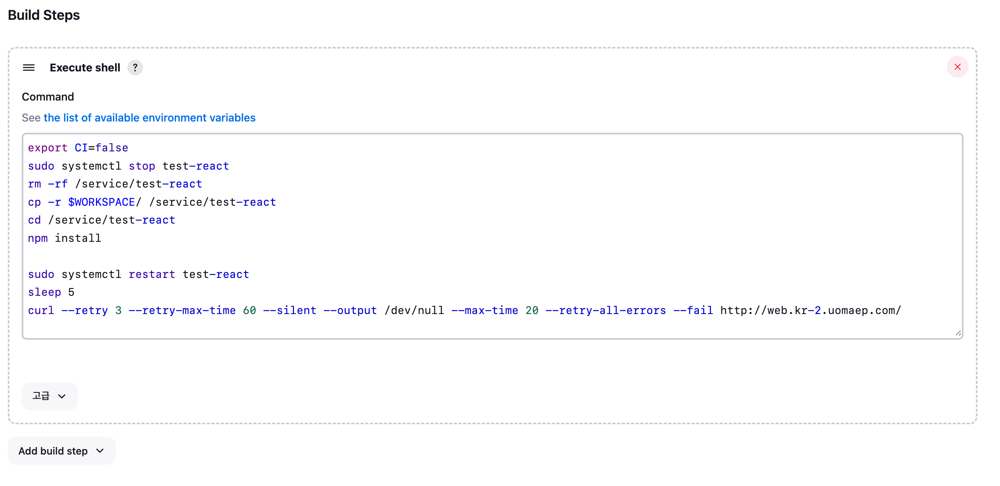 Build Steps
Execute shell ?
Command
See the list of available environment variables
export CI=false
sudo systemctl stop test-react
rm -rf /service/test-react
cp -r $WORKSPACE/ /service/test-react
cd /service/test-react
npm install
sudo systemctl restart test-react
sleep 5
curl --retry 3 --retry-max-time 60 --silent --output /dev/null --max-time 20 --retry-all-errors --fail http://web.kr-2.uomaep.com/
고급
Add build step